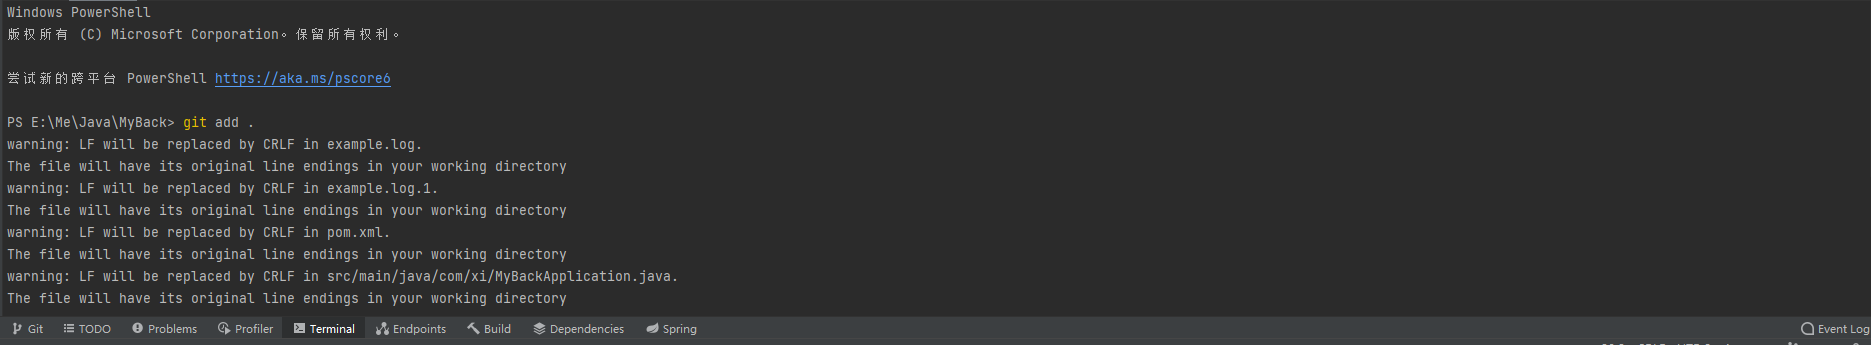 Windows PowerShell
版权所有 (C) Microsoft Corporation。保留所有权利。
尝试新的跨平台 PowerShell https://aka.ms/pscore6
PS E:\Me\Java\MyBack> git add .
warning: LF will be replaced by CRLF in example.log.
The file will have its original line endings in your working directory
warning: LF will be replaced by CRLF in example.log.1.
The file will have its original line endings in your working directory
warning: LF will be replaced by CRLF in pom.xml.
The file will have its original line endings in your working directory
warning: LF will be replaced by CRLF in src/main/java/com/xi/MyBackApplication.java.
The file will have its original line endings in your working directory
Git TODO Problems Profiler Terminal Endpoints Build Dependencies Spring Event Log